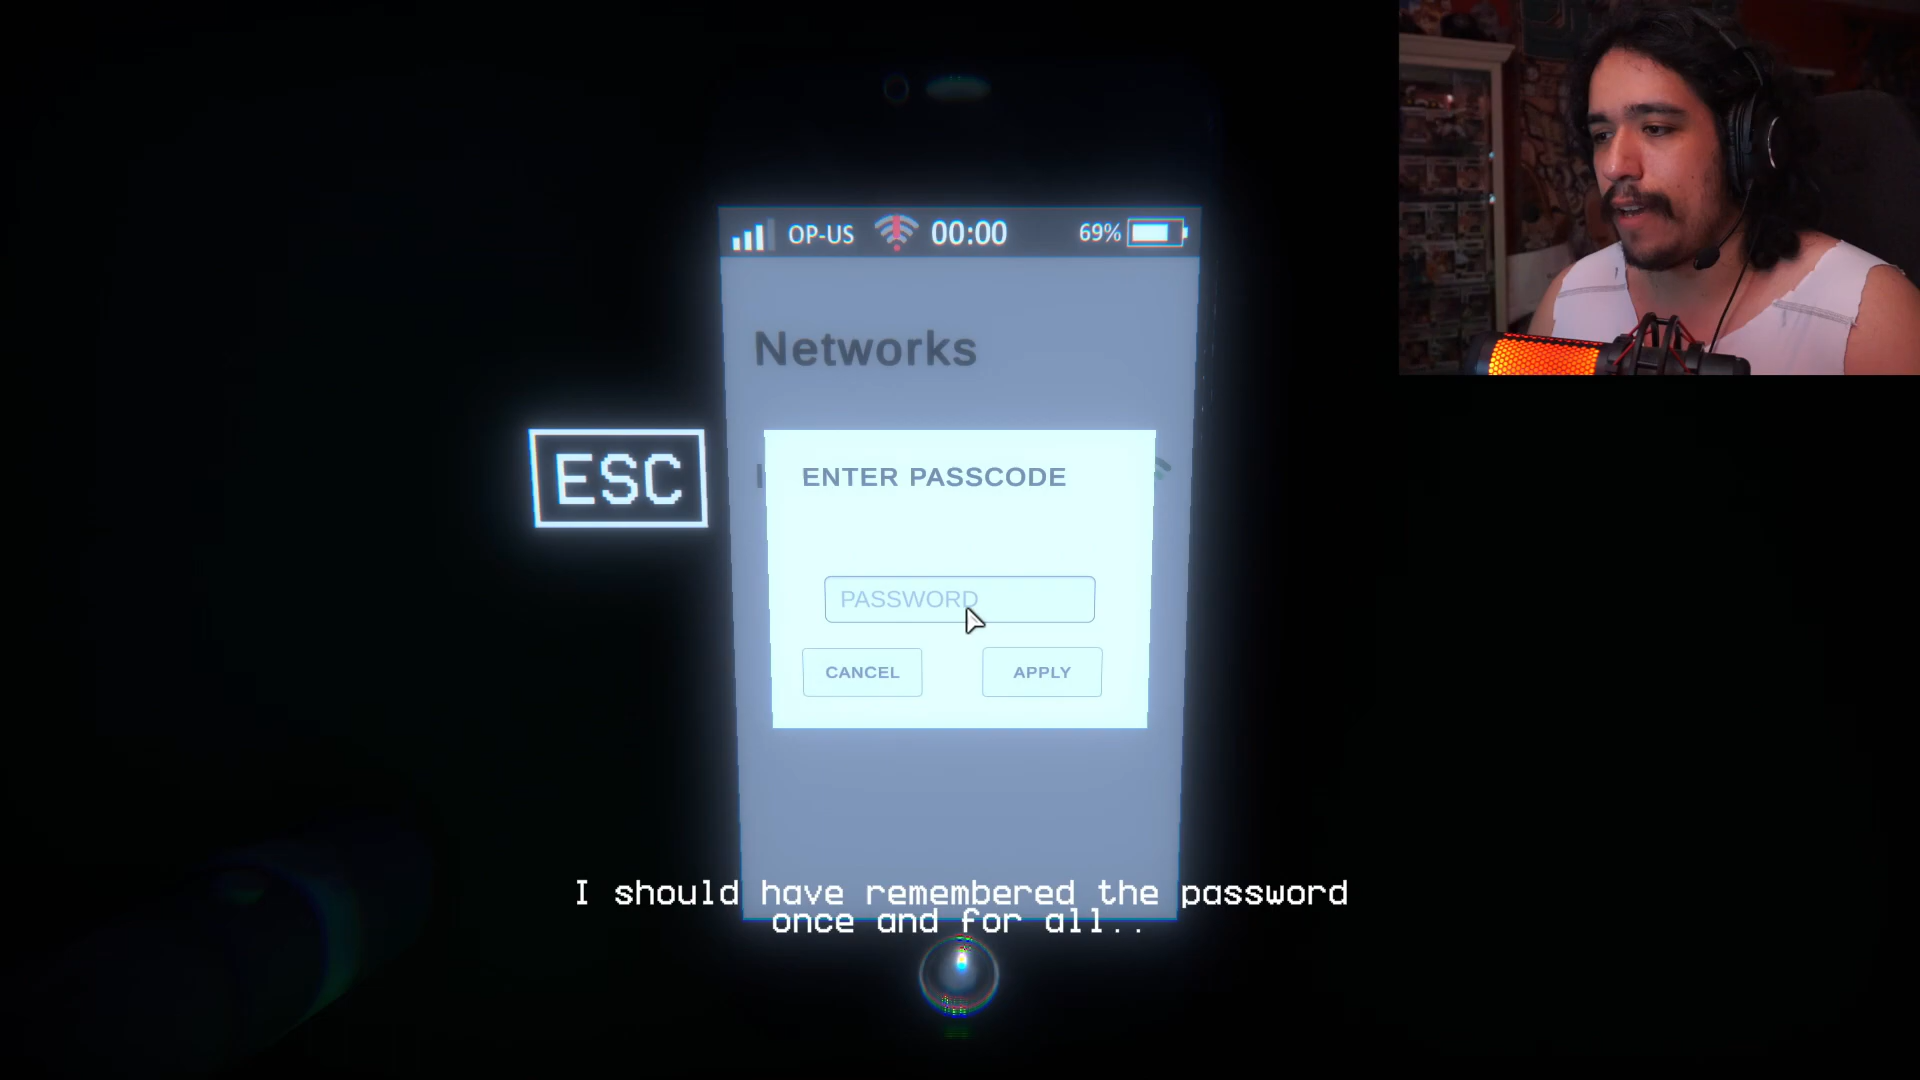 OP-US 00:00 69%
Networks
ESC
ENTER PASSCODE
PASSWORD
CANCEL APPLY
I should have remembered the password
once and for all..